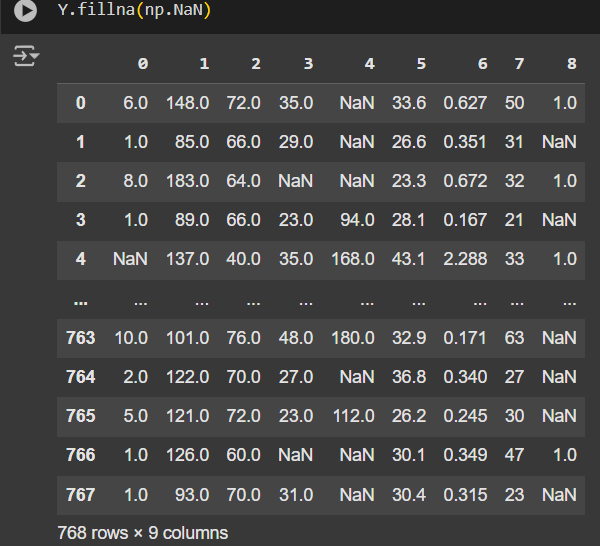 Y.fillna(np.NaN)
0 1 2 3 4 5 6 7 8
0 6.0 148.0 72.0 35.0 NaN 33.6 0.627 50 1.0
1 1.0 85.0 66.0 29.0 NaN 26.6 0.351 31 NaN
2 8.0 183.0 64.0 NaN NaN 23.3 0.672 32 1.0
3 1.0 89.0 66.0 23.0 94.0 28.1 0.167 21 NaN
4 NaN 137.0 40.0 35.0 168.0 43.1 2.288 33 1.0
... ... ... ... ... ... ... ... ... ...
763 10.0 101.0 76.0 48.0 180.0 32.9 0.171 63 NaN
764 2.0 122.0 70.0 27.0 NaN 36.8 0.340 27 NaN
765 5.0 121.0 72.0 23.0 112.0 26.2 0.245 30 NaN
766 1.0 126.0 60.0 NaN NaN 30.1 0.349 47 1.0
767 1.0 93.0 70.0 31.0 NaN 30.4 0.315 23 NaN
768 rows × 9 columns